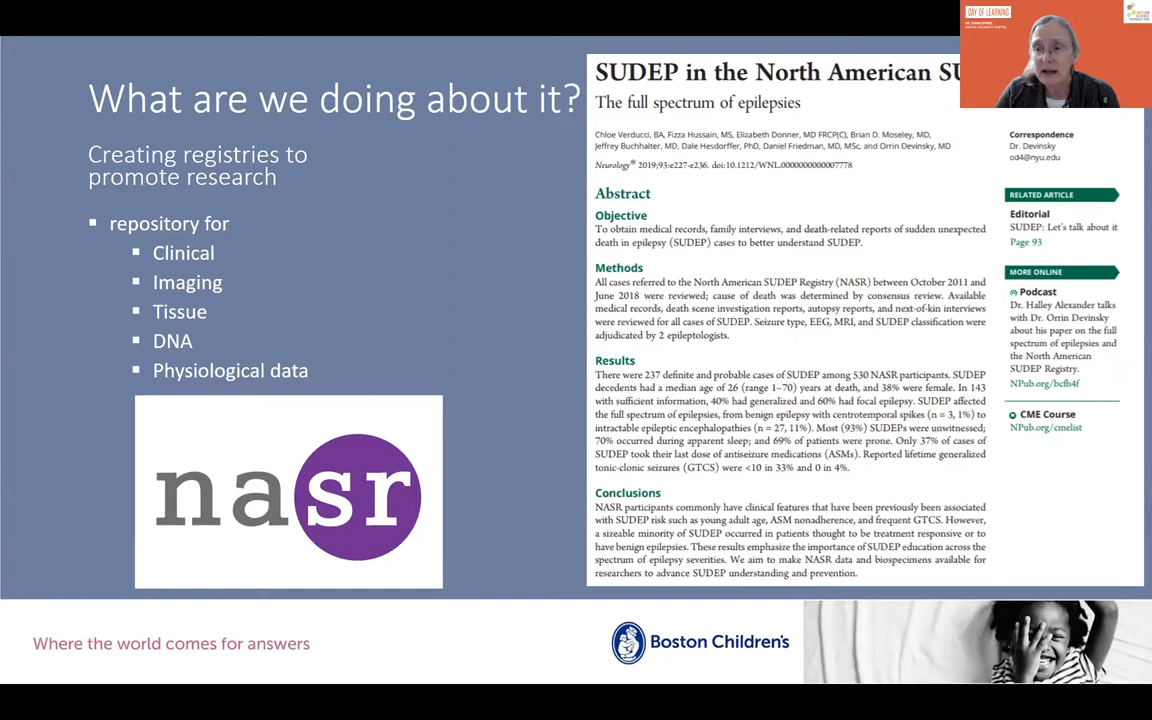 What are we doing about it?
Creating registries to
promote research
▪ repository for
▪ Clinical
▪ Imaging
▪ Tissue
▪ DNA
▪ Physiological data
nasr
SUDEP in the North American SU
The full spectrum of epilepsies
Chloe Verducci, BA, Fizza Hussain, MS, Elizabeth Donner, MD FRCP(C), Brian D. Moseley, MD,
Jeffrey Buchhalter, MD, Dale Hesdorffer, PhD, Daniel Friedman, MD, MSc, and Orrin Devinsky, MD
Neurology® 2019;93:e227-e236. doi:10.1212/WNL.0000000000007778
Abstract
Objective
To obtain medical records, family interviews, and death-related reports of sudden unexpected
death in epilepsy (SUDEP) cases to better understand SUDEP.
Methods
All cases referred to the North American SUDEP Registry (NASR) between October 2011 and
June 2018 were reviewed; cause of death was determined by consensus review. Available
medical records, death scene investigation reports, autopsy reports, and next-of-kin interviews
were reviewed for all cases of SUDEP. Seizure type, EEG, MRI, and SUDEP classification were
adjudicated by 2 epileptologists.
Results
There were 237 definite and probable cases of SUDEP among 530 NASR participants. SUDEP
decedents had a median age of 26 (range 1–70) years at death, and 38% were female. In 143
with sufficient information, 40% had generalized and 60% had focal epilepsy. SUDEP affected
the full spectrum of epilepsies, from benign epilepsy with centrotemporal spikes (n = 3, 1%) to
intractable epileptic encephalopathies (n = 27, 11%). Most (93%) SUDEPs were unwitnessed;
70% occurred during apparent sleep; and 69% of patients were prone. Only 37% of cases of
SUDEP took their last dose of antiseizure medications (ASMs). Reported lifetime generalized
tonic-clonic seizures (GTCS) were <10 in 33% and 0 in 4%.
Conclusions
NASR participants commonly have clinical features that have been previously been associated
with SUDEP risk such as young adult age, ASM nonadherence, and frequent GTCS. However,
a sizeable minority of SUDEP occurred in patients thought to be treatment responsive or to
have benign epilepsies. These results emphasize the importance of SUDEP education across the
spectrum of epilepsy severities. We aim to make NASR data and biospecimens available for
researchers to advance SUDEP understanding and prevention.
Correspondence
Dr. Devinsky
od4@nyu.edu
RELATED ARTICLE
Editorial
SUDEP: Let's talk about it
Page 93
MORE ONLINE
Podcast
Dr. Halley Alexander talks
with Dr. Orrin Devinsky
about his paper on the full
spectrum of epilepsies and
the North American
SUDEP Registry.
NPub.org/bcfh4f
CME Course
NPub.org/cmelist
DAY OF LEARNING
Where the world comes for answers
Boston Children's